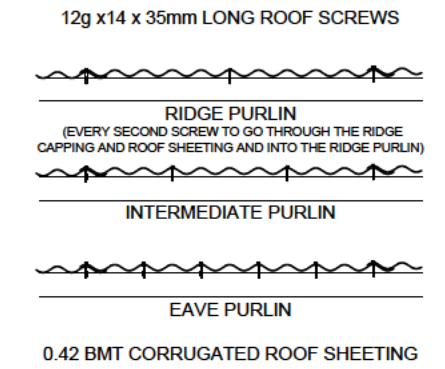 12g x14 x 35mm LONG ROOF SCREWS
RIDGE PURLIN
(EVERY SECOND SCREW TO GO THROUGH THE RIDGE
CAPPING AND ROOF SHEETING AND INTO THE RIDGE PURLIN)
INTERMEDIATE PURLIN
EAVE PURLIN
0.42 BMT CORRUGATED ROOF SHEETING